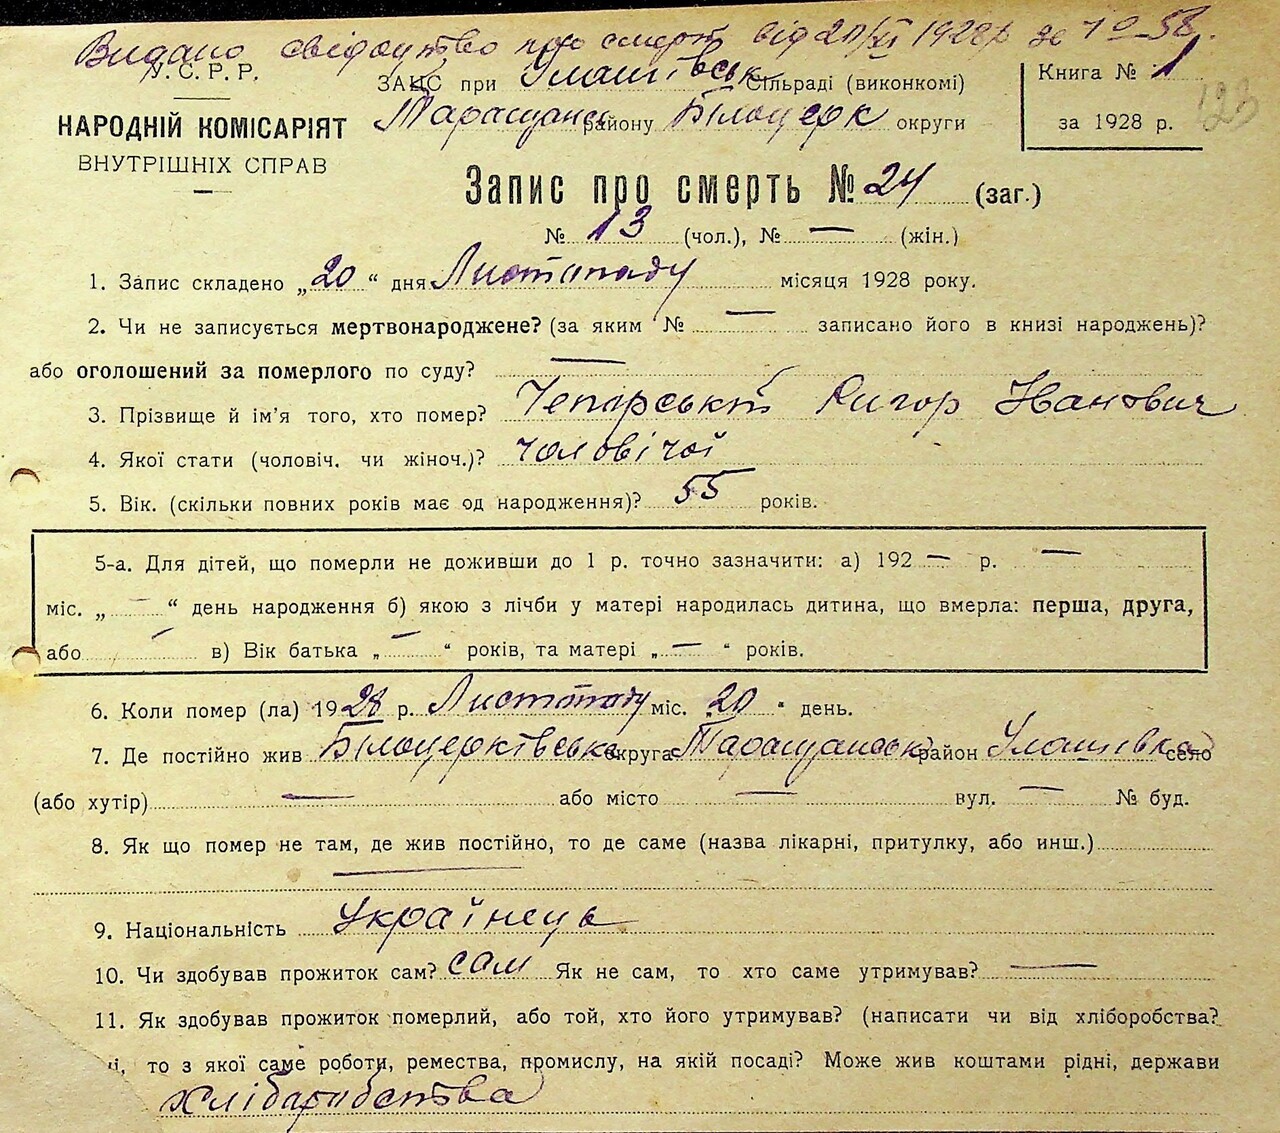 Видано свідоцтво про смерть від 20/XI 1928 р за № 58.
У.С.Р.Р.
НАРОДНІЙ КОМІСАРІЯТ
ВНУТРІШНІХ СПРАВ
ЗАЦС при Улашівськ Сільраді (виконкомі)
Таращанськ району Білоцерк округи
Книга № 1
за 1928 р.
123
Запис про смерть № 24 (заг.)
№ 13 (чол.), № — (жін.)
1. Запис складено „20“ дня Листопаду місяця 1928 року.
2. Чи не записується мертвонароджене? (за яким № — записано його в книзі народжень)?
або оголошений за померлого по суду? —
3. Прізвище й ім’я того, хто помер? Иванович
4. Якої стати (чоловіч. чи жіноч.)? чоловічої
5. Вік. (скільки повних років має од народження)? 55 років.
5-а. Для дітей, що померли не доживши до 1 р. точно зазначити: а) 192 — р. —
міс. „ — “ день народження б) якою з лічби у матері народилась дитина, що вмерла: перша, друга,
або — в) Вік батька „ — “ років, та матері „ — “ років.
6. Коли помер (ла) 1928 р. Листопаду міс. 20 “ день.
7. Де постійно жив Білоцерківська округа Таращанськ район Улашівка село
(або хутір) — або місто — вул. — № буд.
8. Як що помер не там, де жив постійно, то де саме (назва лікарні, притулку, або инш.)
—
9. Національність Українець
10. Чи здобував прожиток сам? сам Як не сам, то хто саме утримував? —
11. Як здобував прожиток померлий, або той, хто його утримував? (написати чи від хліборобства?
ні, то з якої саме роботи, ремества, промислу, на якій посаді? Може жив коштами рідні, держави
хліборобства